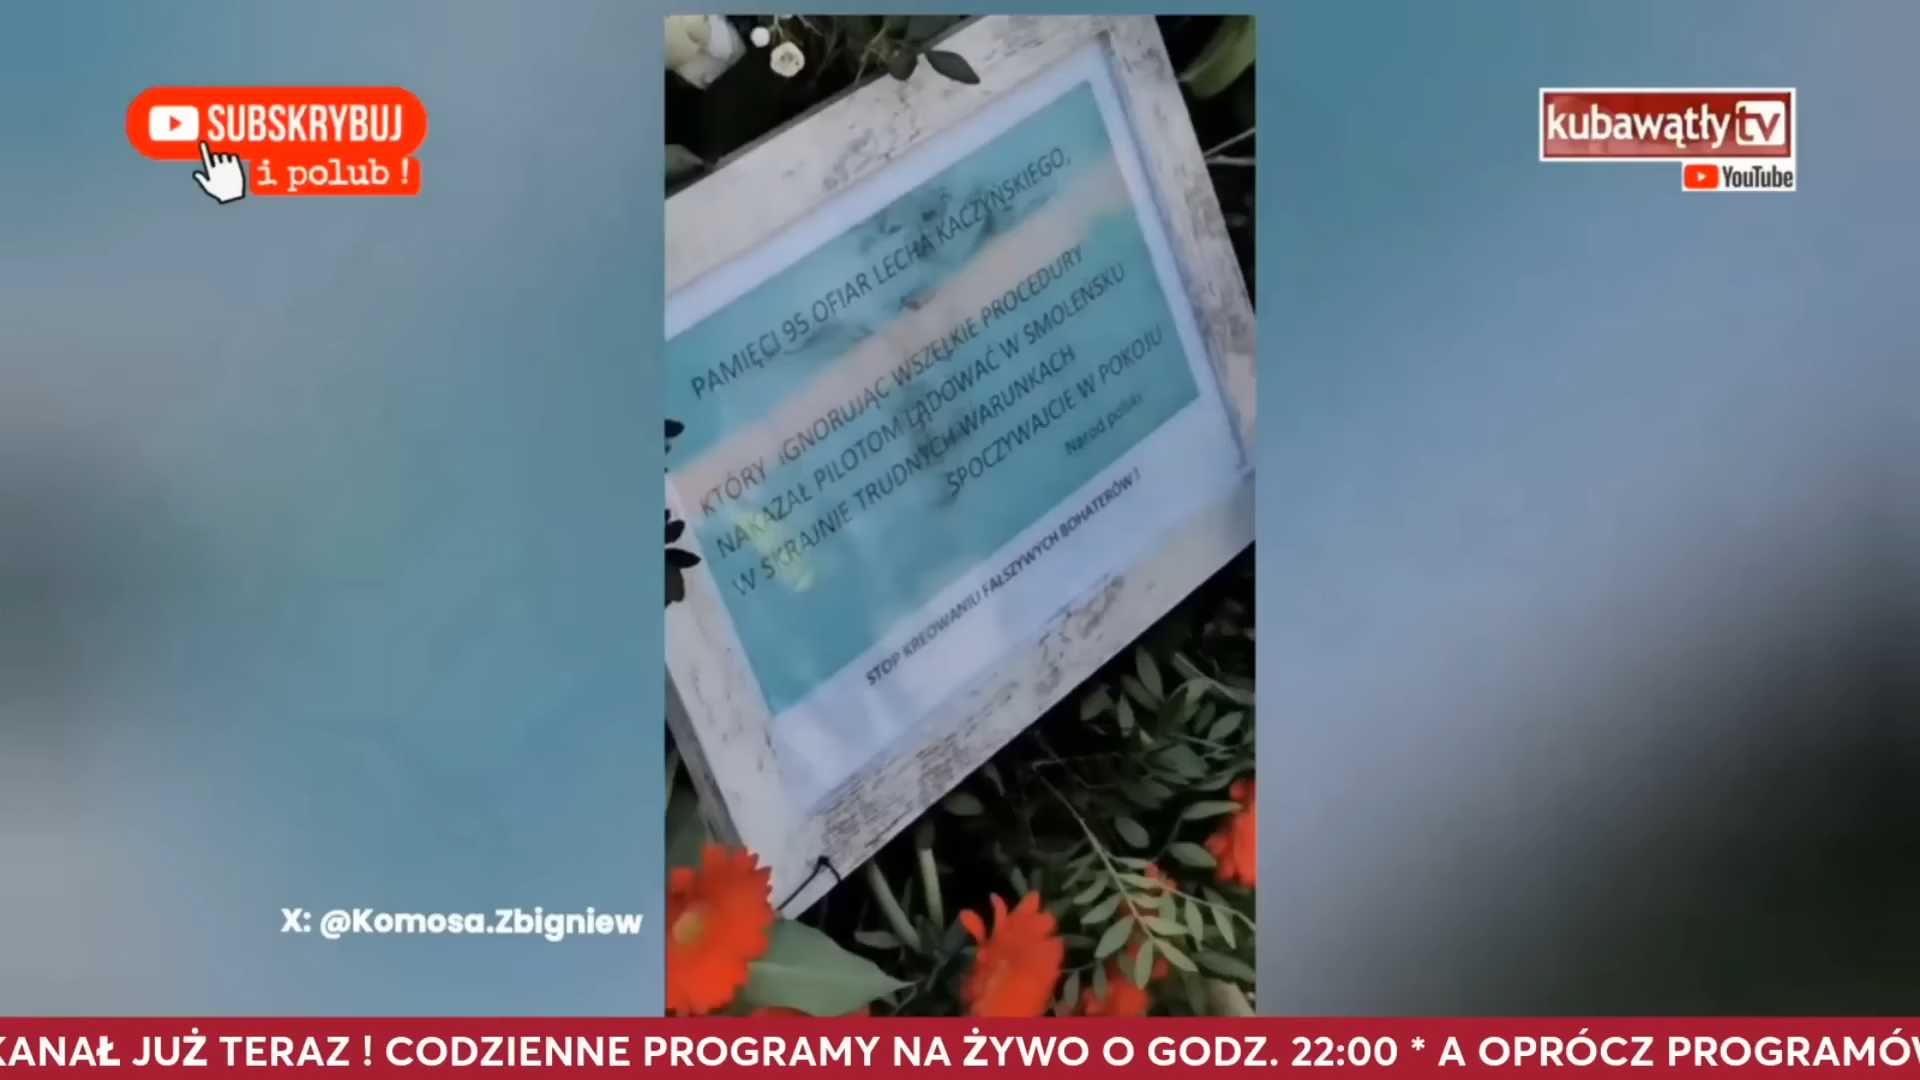 SUBSKRYBUJ
i polub !
kubawątły tv
YouTube
PAMIĘCI 95 OFIAR LECHA KACZYŃSKIEGO,
KTÓRY IGNORUJĄC WSZELKIE PROCEDURY
NAKAZAŁ PILOTOM LĄDOWAĆ W SMOLEŃSKU
W SKRAJNIE TRUDNYCH WARUNKACH
SPOCZYWAJCIE W POKOJU
Naród polski
STOP KREOWANIU FAŁSZYWYCH BOHATERÓW !
X: @Komosa.Zbigniew
KANAŁ JUŻ TERAZ ! CODZIENNE PROGRAMY NA ŻYWO O GODZ. 22:00 * A OPRÓCZ PROGRAMÓW